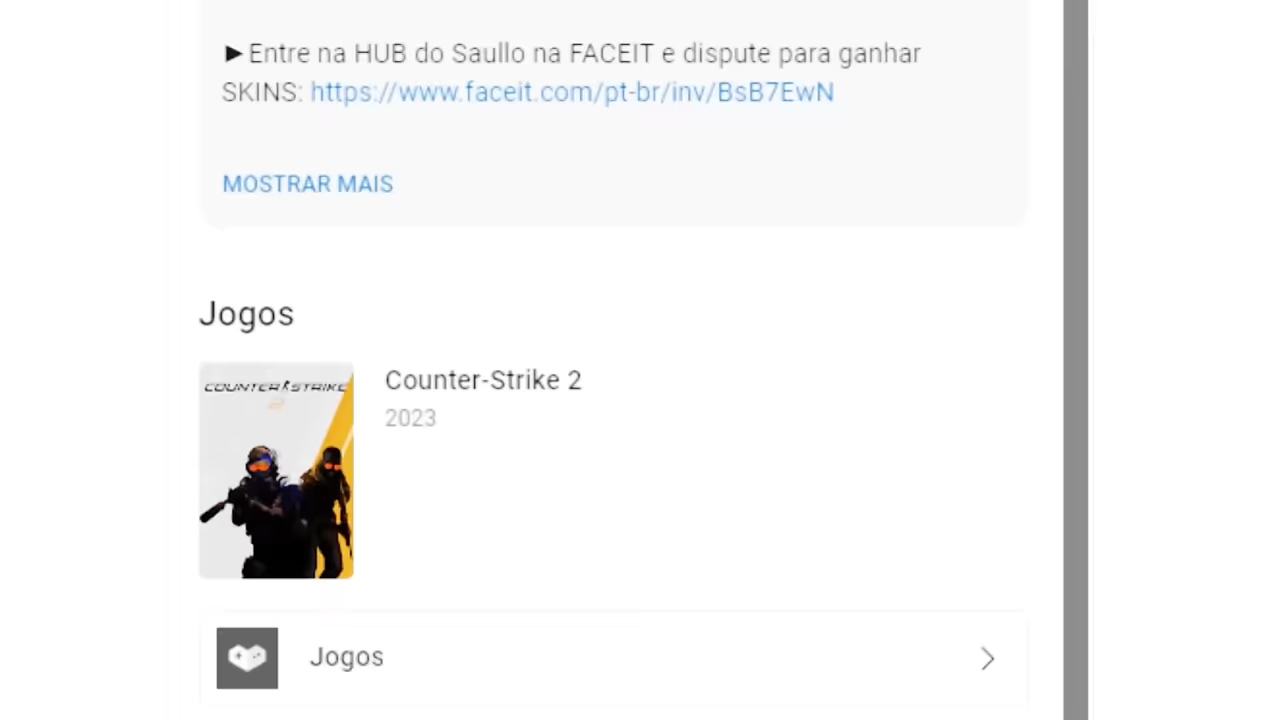 ►Entre na HUB do Saullo na FACEIT e dispute para ganhar
SKINS: https://www.faceit.com/pt-br/inv/BsB7EwN
MOSTRAR MAIS
Jogos
COUNTER STRIKE
2
Counter-Strike 2
2023
Jogos